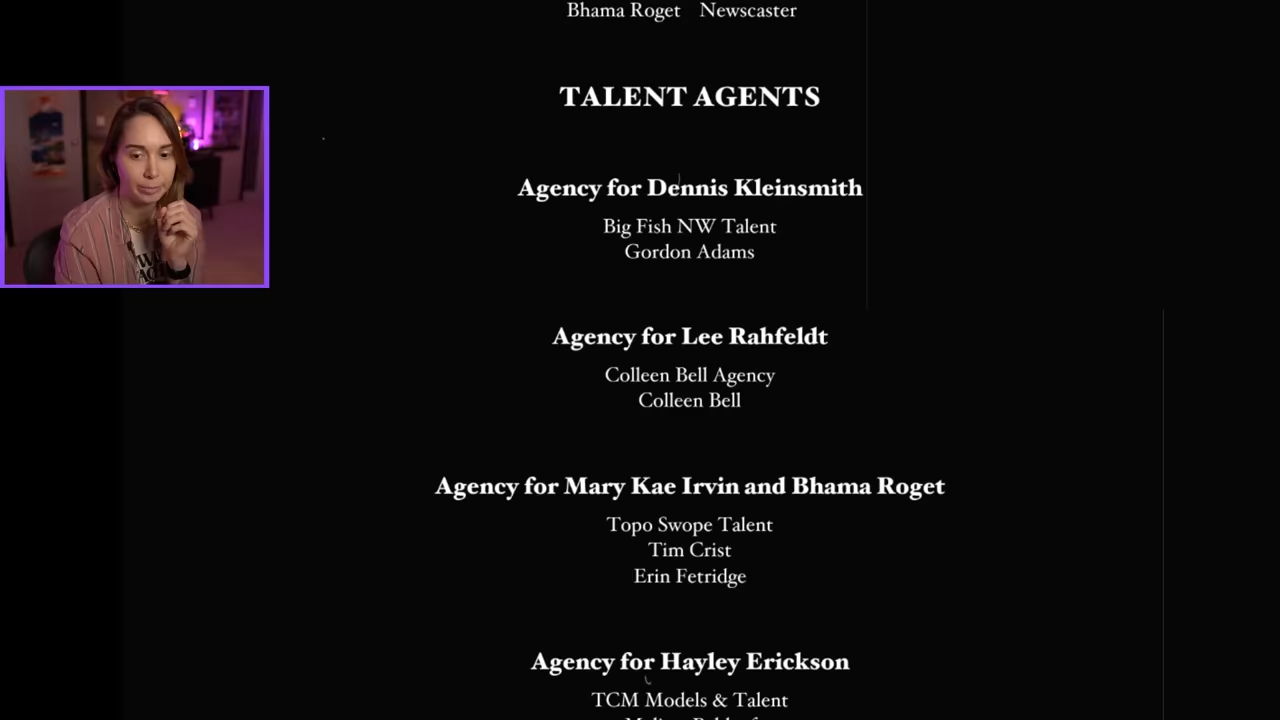 Bhama Roget Newscaster
TALENT AGENTS
Agency for Dennis Kleinsmith
Big Fish NW Talent
Gordon Adams
Agency for Lee Rahfeldt
Colleen Bell Agency
Colleen Bell
Agency for Mary Kae Irvin and Bhama Roget
Topo Swope Talent
Tim Crist
Erin Fetridge
Agency for Hayley Erickson
TCM Models & Talent